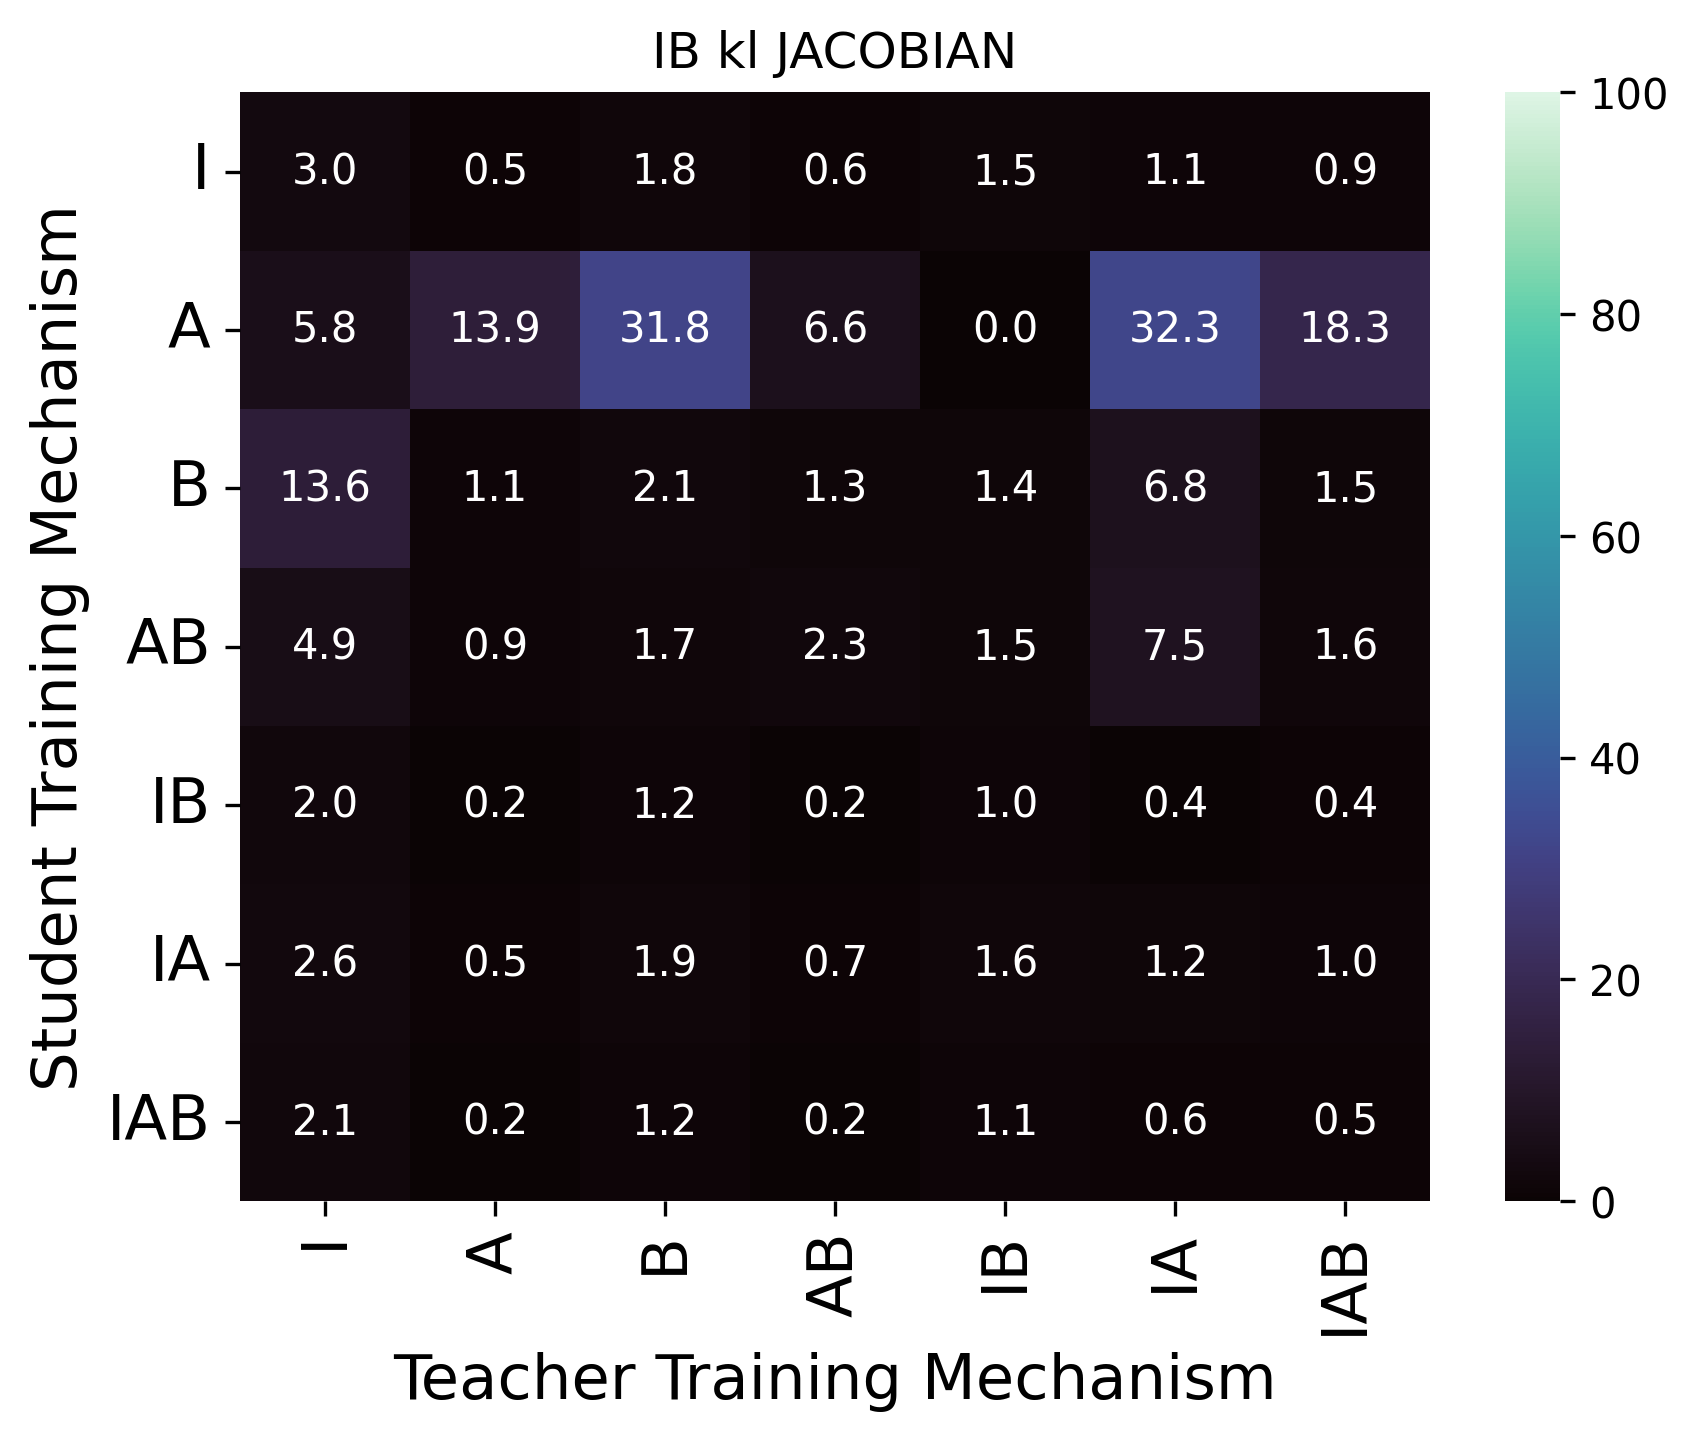 IB kl JACOBIAN
Student Training Mechanism
I 3.0 0.5 1.8 0.6 1.5 1.1 0.9
A 5.8 13.9 31.8 6.6 0.0 32.3 18.3
B 13.6 1.1 2.1 1.3 1.4 6.8 1.5
AB 4.9 0.9 1.7 2.3 1.5 7.5 1.6
IB 2.0 0.2 1.2 0.2 1.0 0.4 0.4
IA 2.6 0.5 1.9 0.7 1.6 1.2 1.0
IAB 2.1 0.2 1.2 0.2 1.1 0.6 0.5
I A B AB IB IA IAB
Teacher Training Mechanism
100
80
60
40
20
0